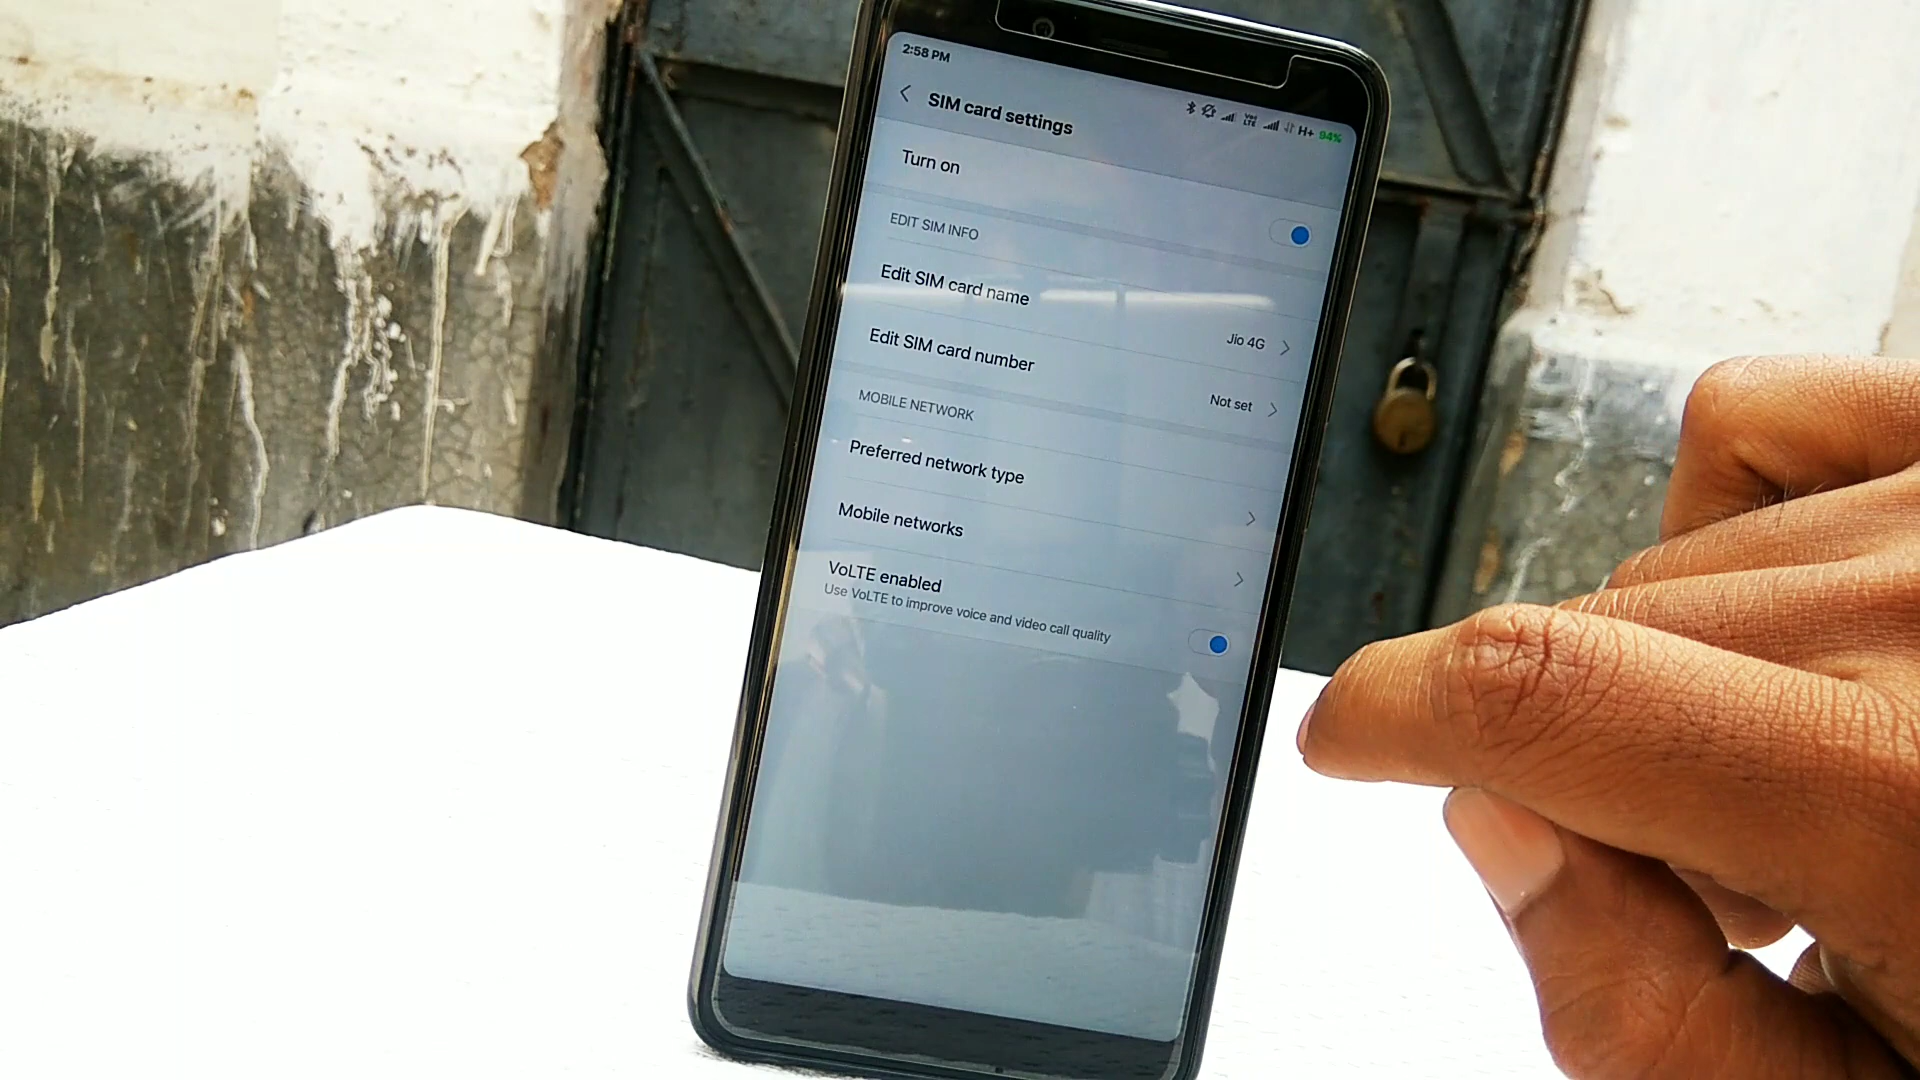 2:58 PM
Vo LTE H+ 94%
SIM card settings
Turn on
EDIT SIM INFO
Edit SIM card name
Jio 4G
Edit SIM card number
Not set
MOBILE NETWORK
Preferred network type
Mobile networks
VoLTE enabled
Use VoLTE to improve voice and video call quality